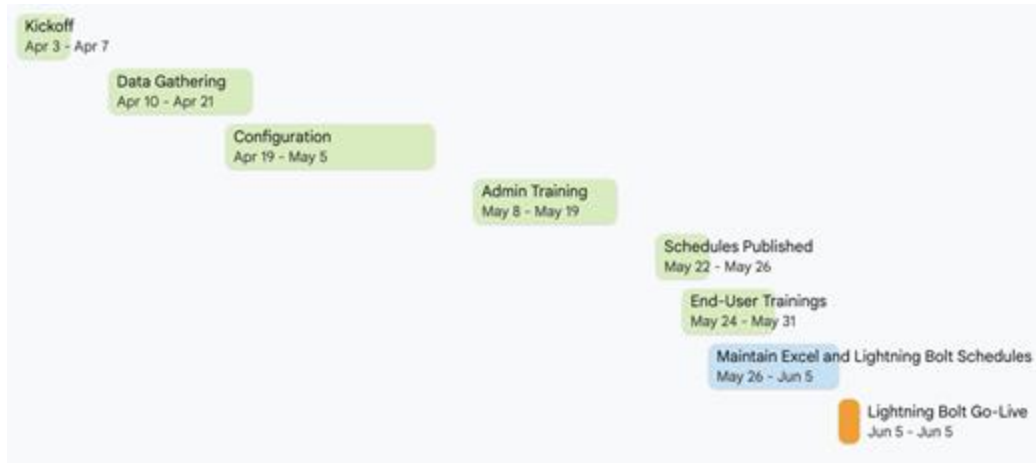 Kickoff
Apr 3 - Apr 7
Data Gathering
Apr 10 - Apr 21
Configuration
Apr 19 - May 5
Admin Training
May 8 - May 19
Schedules Published
May 22 - May 26
End-User Trainings
May 24 - May 31
Maintain Excel and Lightning Bolt Schedules
May 26 - Jun 5
Lightning Bolt Go-Live
Jun 5 - Jun 5